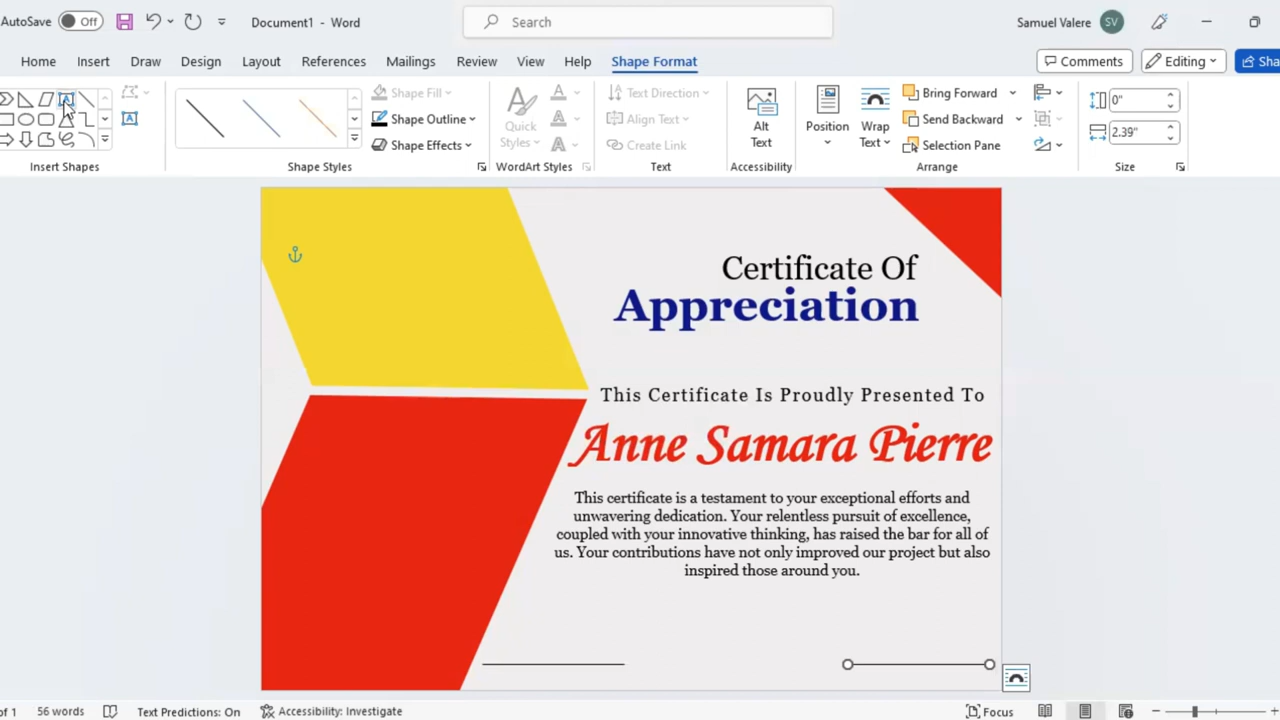 AutoSave Off Document1 - Word Search Samuel Valere SV
Home Insert Draw Design Layout References Mailings Review View Help Shape Format Comments Editing Sha
Shape Fill Text Direction Bring Forward 0"
Shape Outline Quick Styles Align Text Alt Text Position Wrap Text Send Backward 2.39"
Shape Effects Create Link Selection Pane
Insert Shapes Shape Styles WordArt Styles Text Accessibility Arrange Size
Certificate Of
Appreciation
This Certificate Is Proudly Presented To
Anne Samara Pierre
This certificate is a testament to your exceptional efforts and
unwavering dedication. Your relentless pursuit of excellence,
coupled with your innovative thinking, has raised the bar for all of
us. Your contributions have not only improved our project but also
inspired those around you.
of 1 56 words Text Predictions: On Accessibility: Investigate Focus